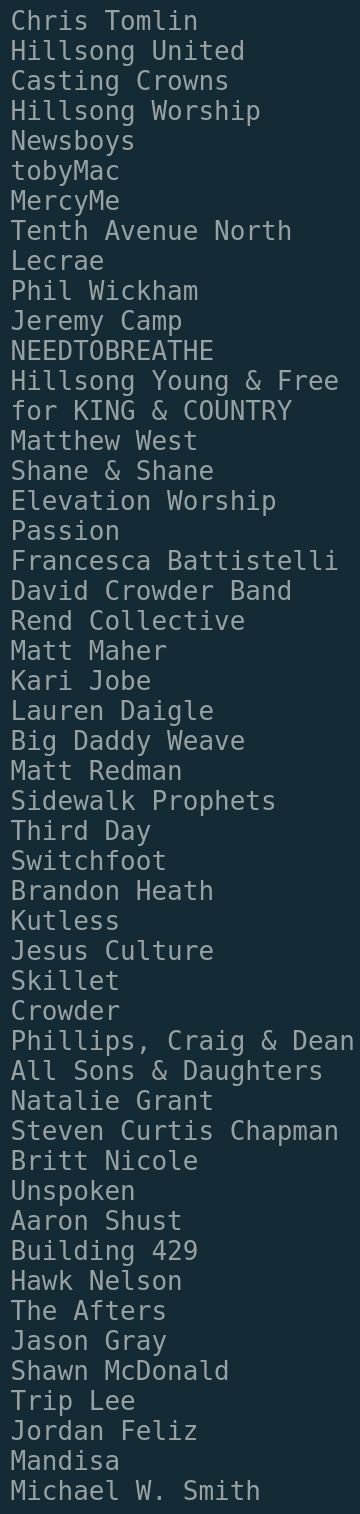 Chris Tomlin
Hillsong United
Casting Crowns
Hillsong Worship
Newsboys
tobyMac
MercyMe
Tenth Avenue North
Lecrae
Phil Wickham
Jeremy Camp
NEEDTOBREATHE
Hillsong Young & Free
for KING & COUNTRY
Matthew West
Shane & Shane
Elevation Worship
Passion
Francesca Battistelli
David Crowder Band
Rend Collective
Matt Maher
Kari Jobe
Lauren Daigle
Big Daddy Weave
Matt Redman
Sidewalk Prophets
Third Day
Switchfoot
Brandon Heath
Kutless
Jesus Culture
Skillet
Crowder
Phillips, Craig & Dean
All Sons & Daughters
Natalie Grant
Steven Curtis Chapman
Britt Nicole
Unspoken
Aaron Shust
Building 429
Hawk Nelson
The Afters
Jason Gray
Shawn McDonald
Trip Lee
Jordan Feliz
Mandisa
Michael W. Smith